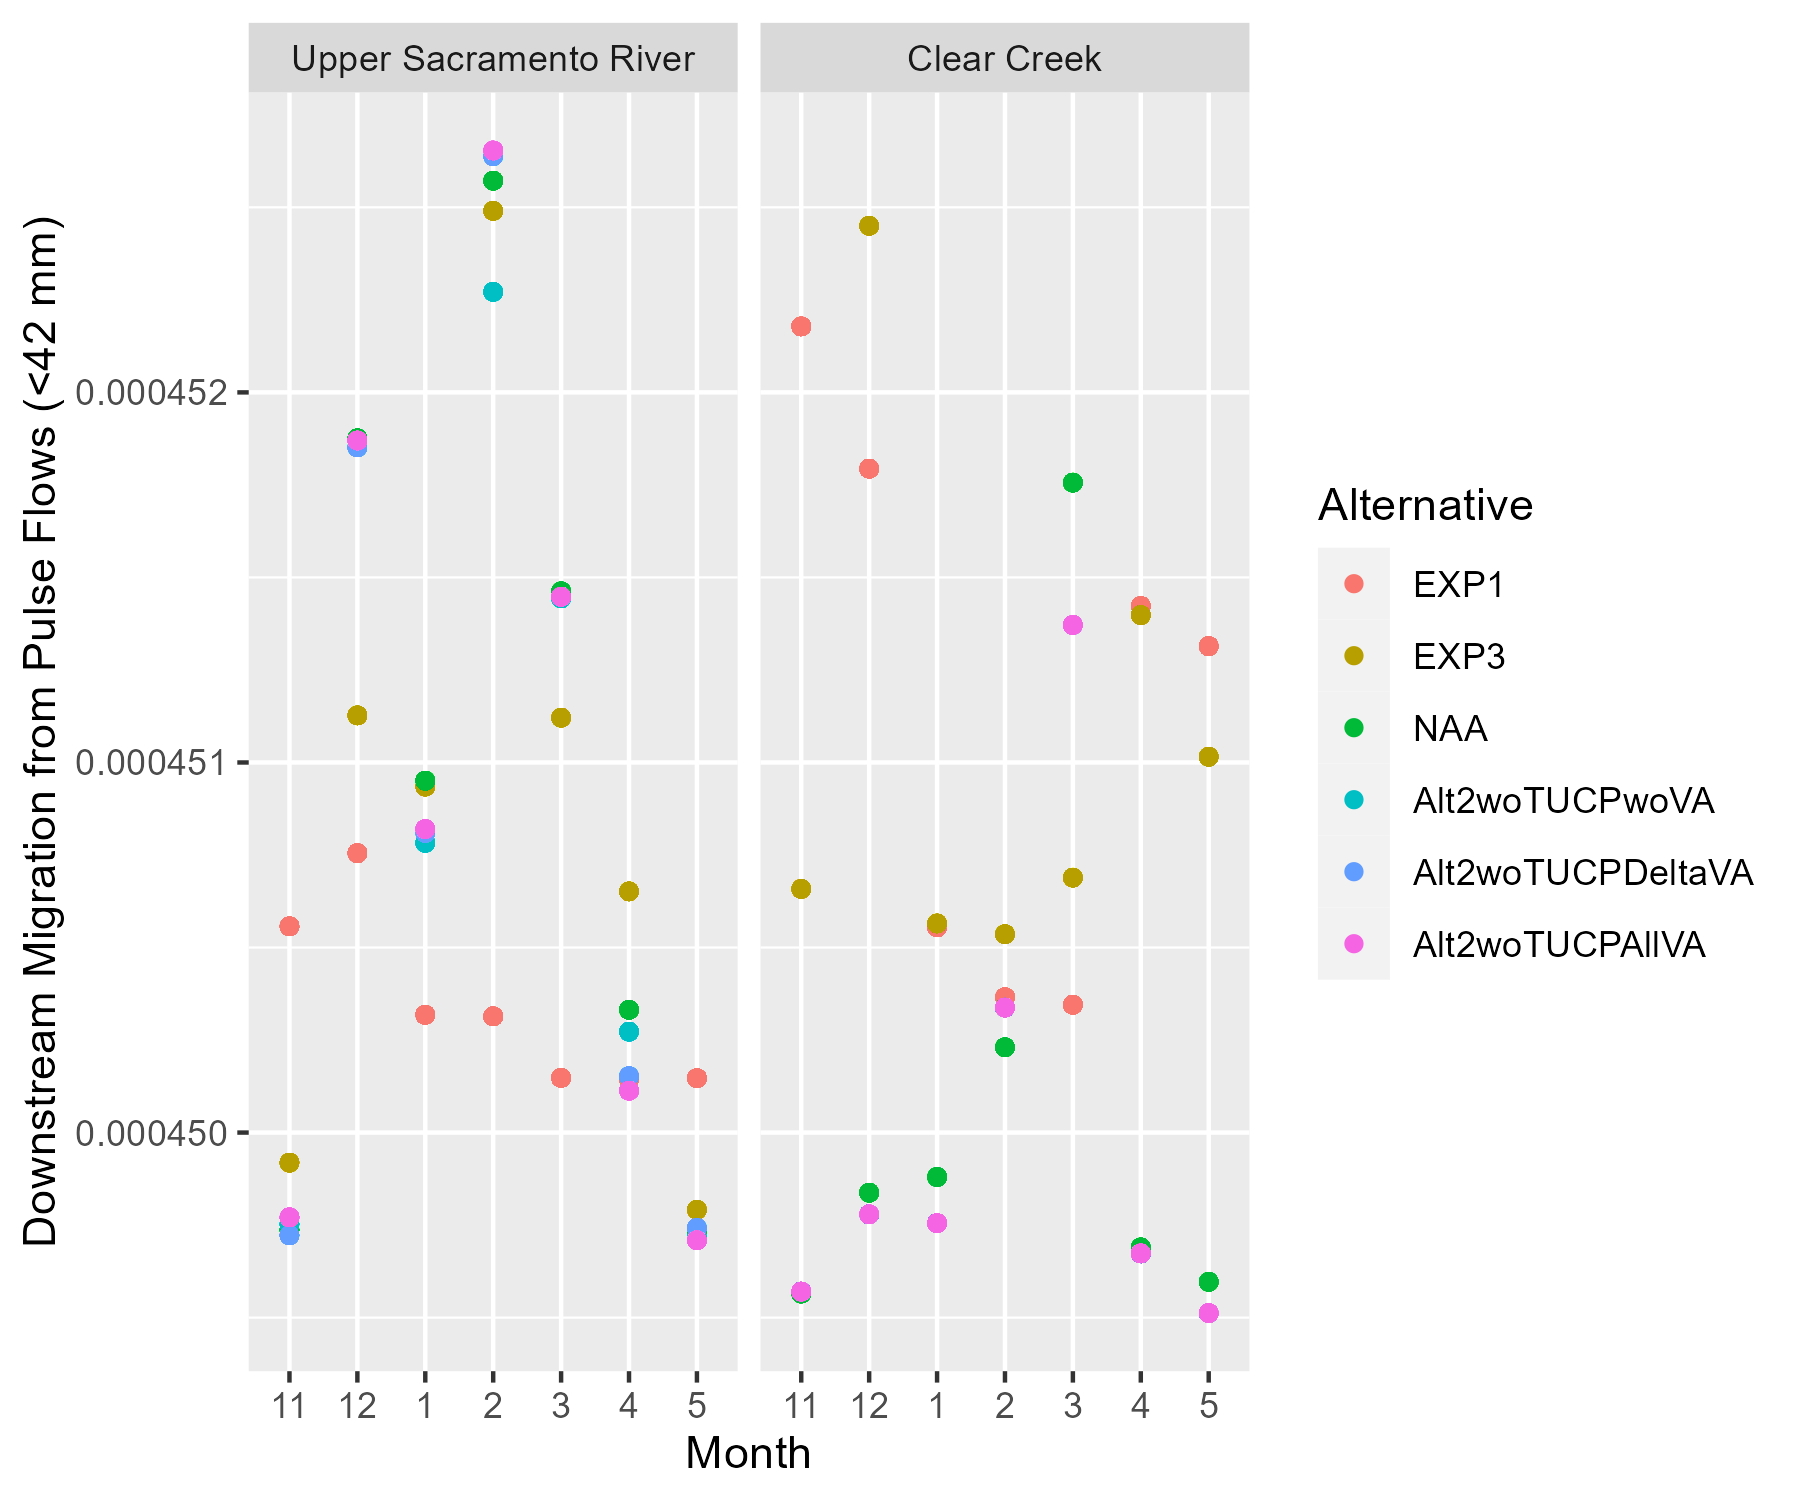 Upper Sacramento River
Clear Creek
Downstream Migration from Pulse Flows (<42 mm)
0.000452
0.000451
0.000450
11 12 1 2 3 4 5
11 12 1 2 3 4 5
Month
Alternative
EXP1
EXP3
NAA
Alt2woTUCPwoVA
Alt2woTUCPDeltaVA
Alt2woTUCPAllVA